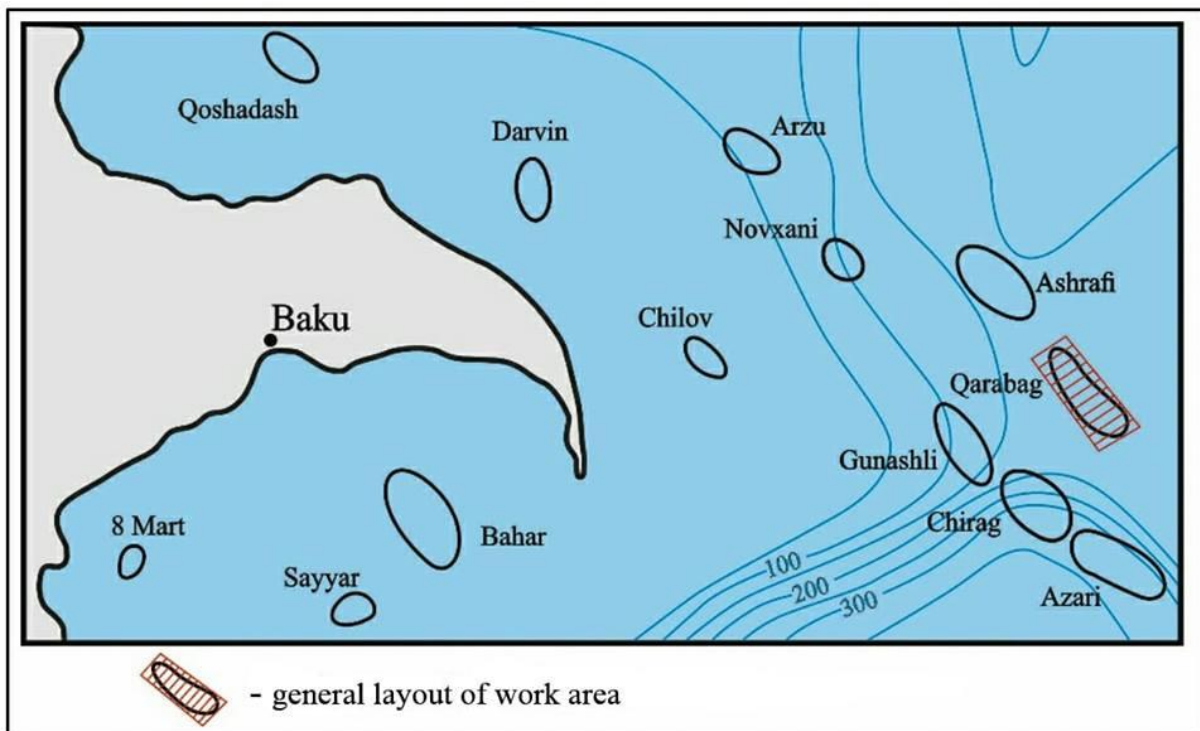 Qoshadash
Darvin
Arzu
Novxani
Ashrafi
Baku
Chilov
Qarabag
Gunashli
Chirag
8 Mart
Bahar
Sayyar
Azari
100
200
300
- general layout of work area